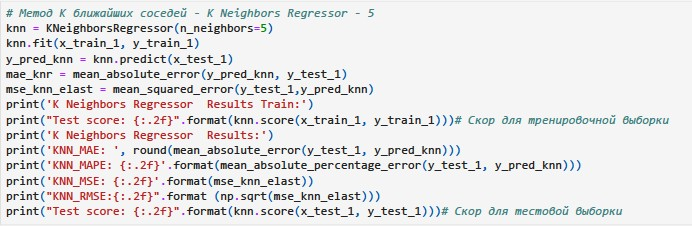 # Метод К ближайших соседей - K Neighbors Regressor - 5
knn = KNeighborsRegressor(n_neighbors=5)
knn.fit(x_train_1, y_train_1)
y_pred_knn = knn.predict(x_test_1)
mae_knr = mean_absolute_error(y_pred_knn, y_test_1)
mse_knn_elast = mean_squared_error(y_test_1,y_pred_knn)
print('K Neighbors Regressor  Results Train:')
print("Test score: {:.2f}".format(knn.score(x_train_1, y_train_1)))# Скор для тренировочной выборки
print('K Neighbors Regressor  Results:')
print('KNN_MAE: ', round(mean_absolute_error(y_test_1, y_pred_knn)))
print('KNN_MAPE: {:.2f}'.format(mean_absolute_percentage_error(y_test_1, y_pred_knn)))
print('KNN_MSE: {:.2f}'.format(mse_knn_elast))
print("KNN_RMSE:{:.2f}".format (np.sqrt(mse_knn_elast)))
print("Test score: {:.2f}".format(knn.score(x_test_1, y_test_1)))# Скор для тестовой выборки